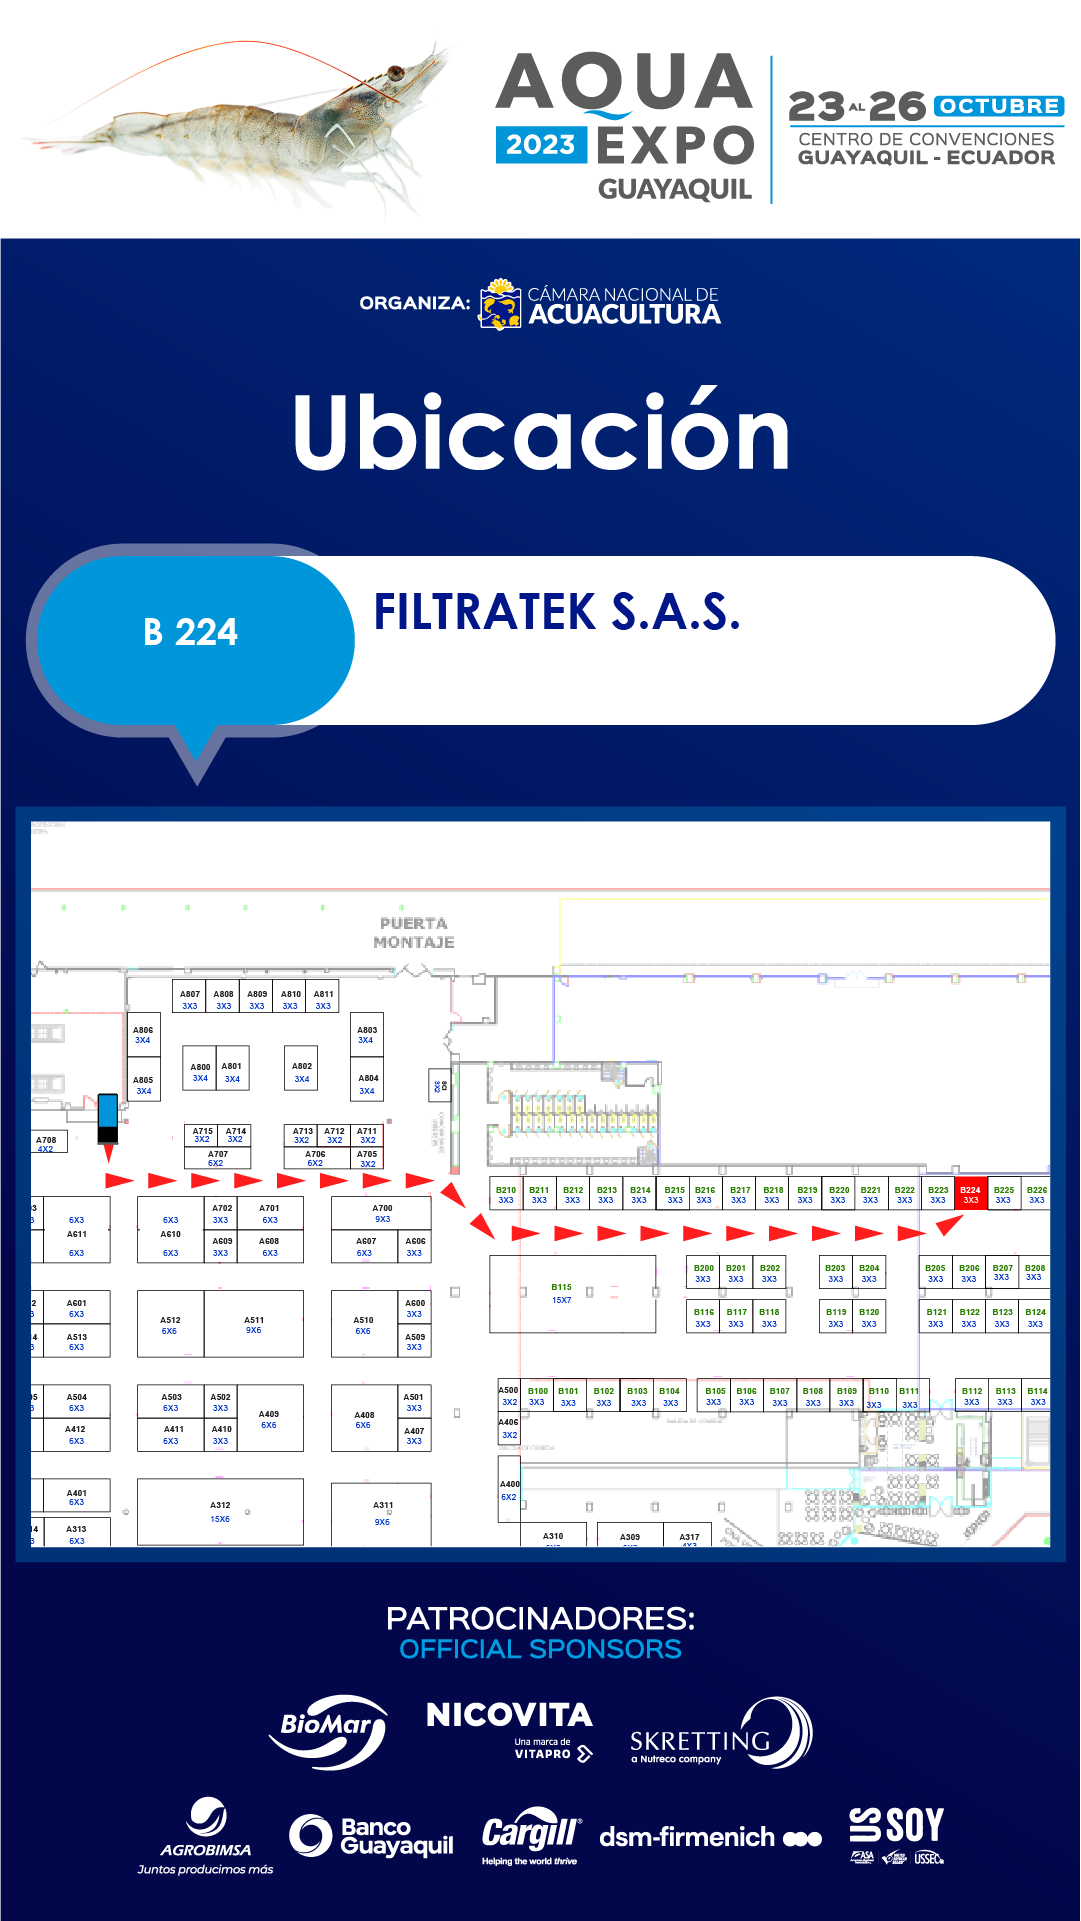 AQUA
2023 EXPO
GUAYAQUIL
23 AL 26 OCTUBRE
CENTRO DE CONVENCIONES
GUAYAQUIL - ECUADOR
ORGANIZA:
CÁMARA NACIONAL DE
ACUACULTURA
Ubicación
B 224
FILTRATEK S.A.S.
PUERTA
MONTAJE
A807 A808 A809 A810 A811
3X3 3X3 3X3 3X3 3X3
A806 A803
3X4 3X4
A800 A801 A802
3X4 3X4 3X4
A805 A804
3X4 3X4
BCI
3X2
A708
4X2
A715 A714 A713 A712 A711
3X2 3X2 3X2 3X2 3X2
A707 A706 A705
6X2 6X2 3X2
B210 B211 B212 B213 B214 B215 B216 B217 B218 B219 B220 B221 B222 B223 B224 B225 B226
3X3 3X3 3X3 3X3 3X3 3X3 3X3 3X3 3X3 3X3 3X3 3X3 3X3 3X3 3X3 3X3 3X3
A702 A701 A700
6X3 6X3 3X3 6X3 9X3
A611 A610 A609 A608 A607 A606
6X3 6X3 3X3 6X3 6X3 3X3
B200 B201 B202 B203 B204 B205 B206 B207 B208
3X3 3X3 3X3 3X3 3X3 3X3 3X3 3X3 3X3
B115
15X7
A601 A600
6X3 3X3
A512 A511 A510
6X6 9X6 6X6
A513 A509
6X3 3X3
B116 B117 B118 B119 B120 B121 B122 B123 B124
3X3 3X3 3X3 3X3 3X3 3X3 3X3 3X3 3X3
A504 A503 A502 A501
6X3 6X3 3X3 3X3
A409 A408
6X6 6X6
A412 A411 A410 A407
6X3 6X3 3X3 3X3
A500 B100 B101 B102 B103 B104 B105 B106 B107 B108 B109 B110 B111 B112 B113 B114
3X2 3X3 3X3 3X3 3X3 3X3 3X3 3X3 3X3 3X3 3X3 3X3 3X3 3X3 3X3 3X3
A406
3X2
A400
6X2
A401
6X3
A312 A311
15X6 9X6
A313
6X3
A310 A309 A317
PATROCINADORES:
OFFICIAL SPONSORS
BioMar
NICOVITA
Una marca de
VITAPRO
SKRETTING
a Nutreco company
AGROBIMSA
Juntos producimos más
Banco
Guayaquil
Cargill®
Helping the world thrive
dsm-firmenich
US SOY
ASA
USSEC